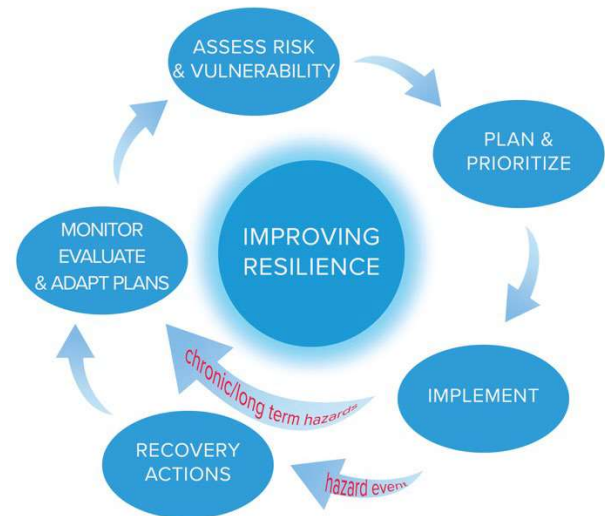 ASSESS RISK
& VULNERABILITY
PLAN &
PRIORITIZE
IMPROVING
RESILIENCE
MONITOR
EVALUATE
& ADAPT PLANS
chronic/long term hazards
IMPLEMENT
RECOVERY
ACTIONS
hazard event